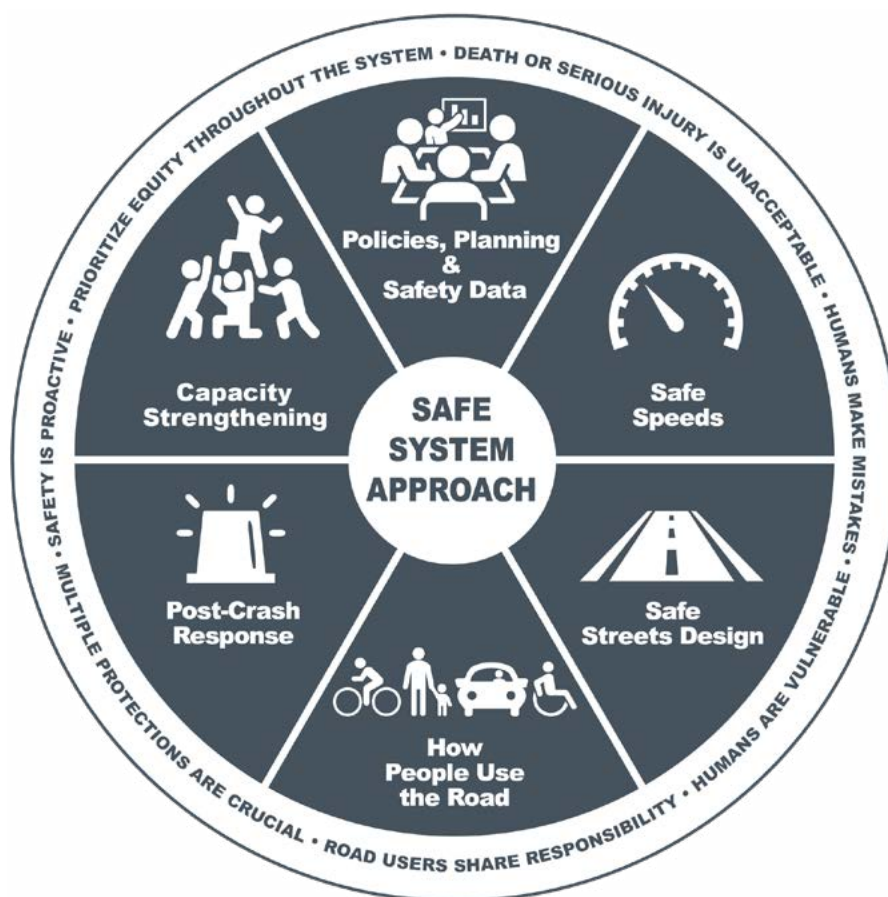 PRIORITIZE EQUITY THROUGHOUT THE SYSTEM • DEATH OR SERIOUS INJURY IS UNACCEPTABLE • HUMANS MAKE MISTAKES • HUMANS ARE VULNERABLE • ROAD USERS SHARE RESPONSIBILITY • MULTIPLE PROTECTIONS ARE CRUCIAL • SAFETY IS PROACTIVE •
Policies, Planning
&
Safety Data
Safe
Speeds
Safe
Streets Design
How
People Use
the Road
Post-Crash
Response
Capacity
Strengthening
SAFE
SYSTEM
APPROACH